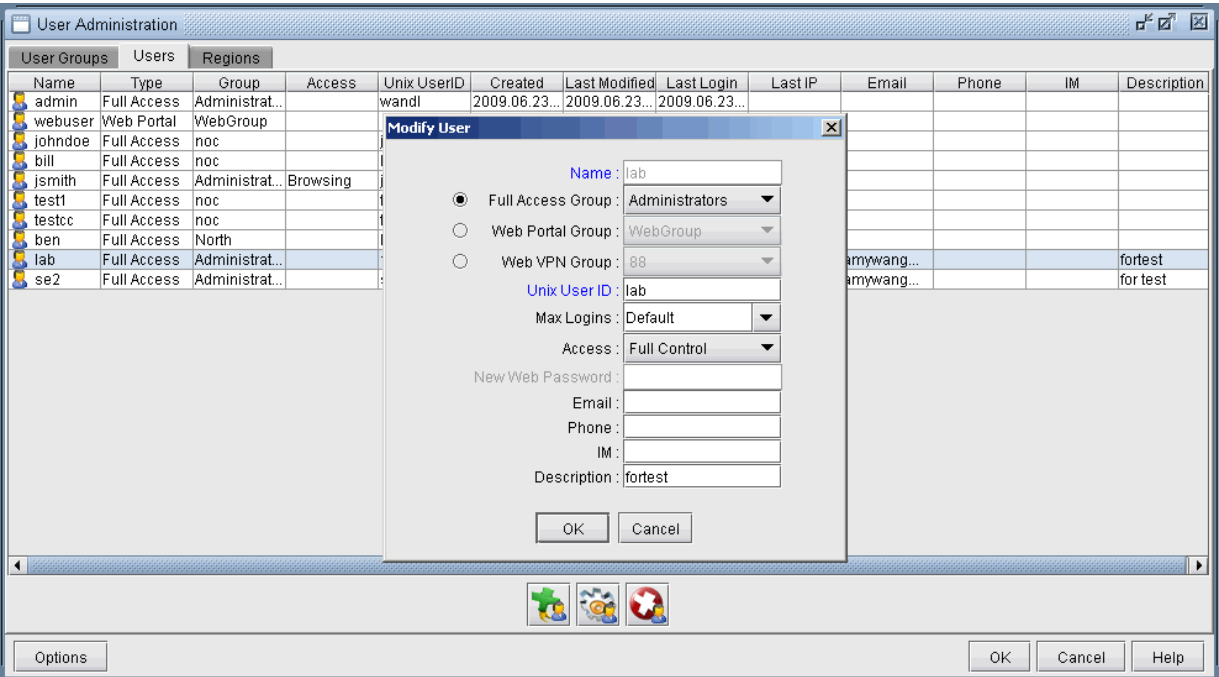 User Administration
User Groups Users Regions
Name Type Group Access Unix UserID Created Last Modified Last Login Last IP Email Phone IM Description
admin Full Access Administrat... wandl 2009.06.23... 2009.06.23... 2009.06.23...
webuser Web Portal WebGroup
johndoe Full Access noc
bill Full Access noc
jsmith Full Access Administrat... Browsing
test1 Full Access noc
testcc Full Access noc
ben Full Access North
lab Full Access Administrat... amywang... fortest
se2 Full Access Administrat... amywang... for test
Modify User
Name : lab
Full Access Group : Administrators
Web Portal Group : WebGroup
Web VPN Group : 88
Unix User ID : lab
Max Logins : Default
Access : Full Control
New Web Password :
Email :
Phone :
IM :
Description : fortest
OK Cancel
Options OK Cancel Help